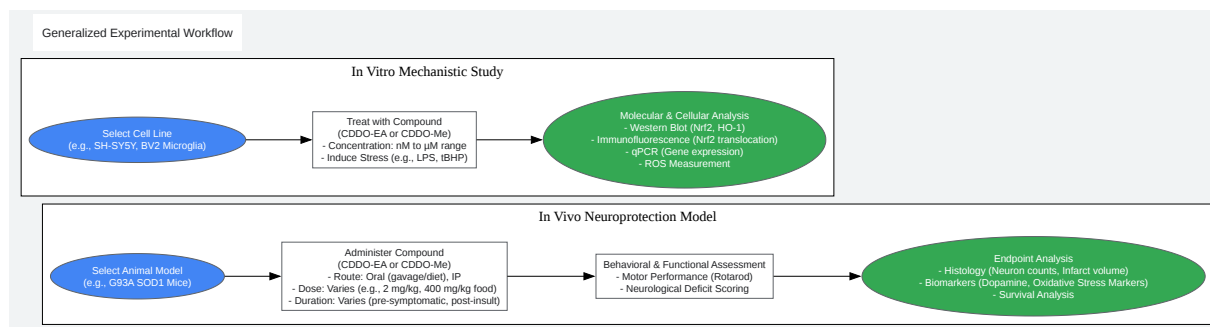 Generalized Experimental Workflow
In Vitro Mechanistic Study
Select Cell Line
(e.g., SH-SY5Y, BV2 Microglia)
Treat with Compound
(CDDO-EA or CDDO-Me)
- Concentration: nM to µM range
- Induce Stress (e.g., LPS, tBHP)
Molecular & Cellular Analysis
- Western Blot (Nrf2, HO-1)
- Immunofluorescence (Nrf2 translocation)
- qPCR (Gene expression)
- ROS Measurement
In Vivo Neuroprotection Model
Select Animal Model
(e.g., G93A SOD1 Mice)
Administer Compound
(CDDO-EA or CDDO-Me)
- Route: Oral (gavage/diet), IP
- Dose: Varies (e.g., 2 mg/kg, 400 mg/kg food)
- Duration: Varies (pre-symptomatic, post-insult)
Behavioral & Functional Assessment
- Motor Performance (Rotarod)
- Neurological Deficit Scoring
Endpoint Analysis
- Histology (Neuron counts, Infarct volume)
- Biomarkers (Dopamine, Oxidative Stress Markers)
- Survival Analysis